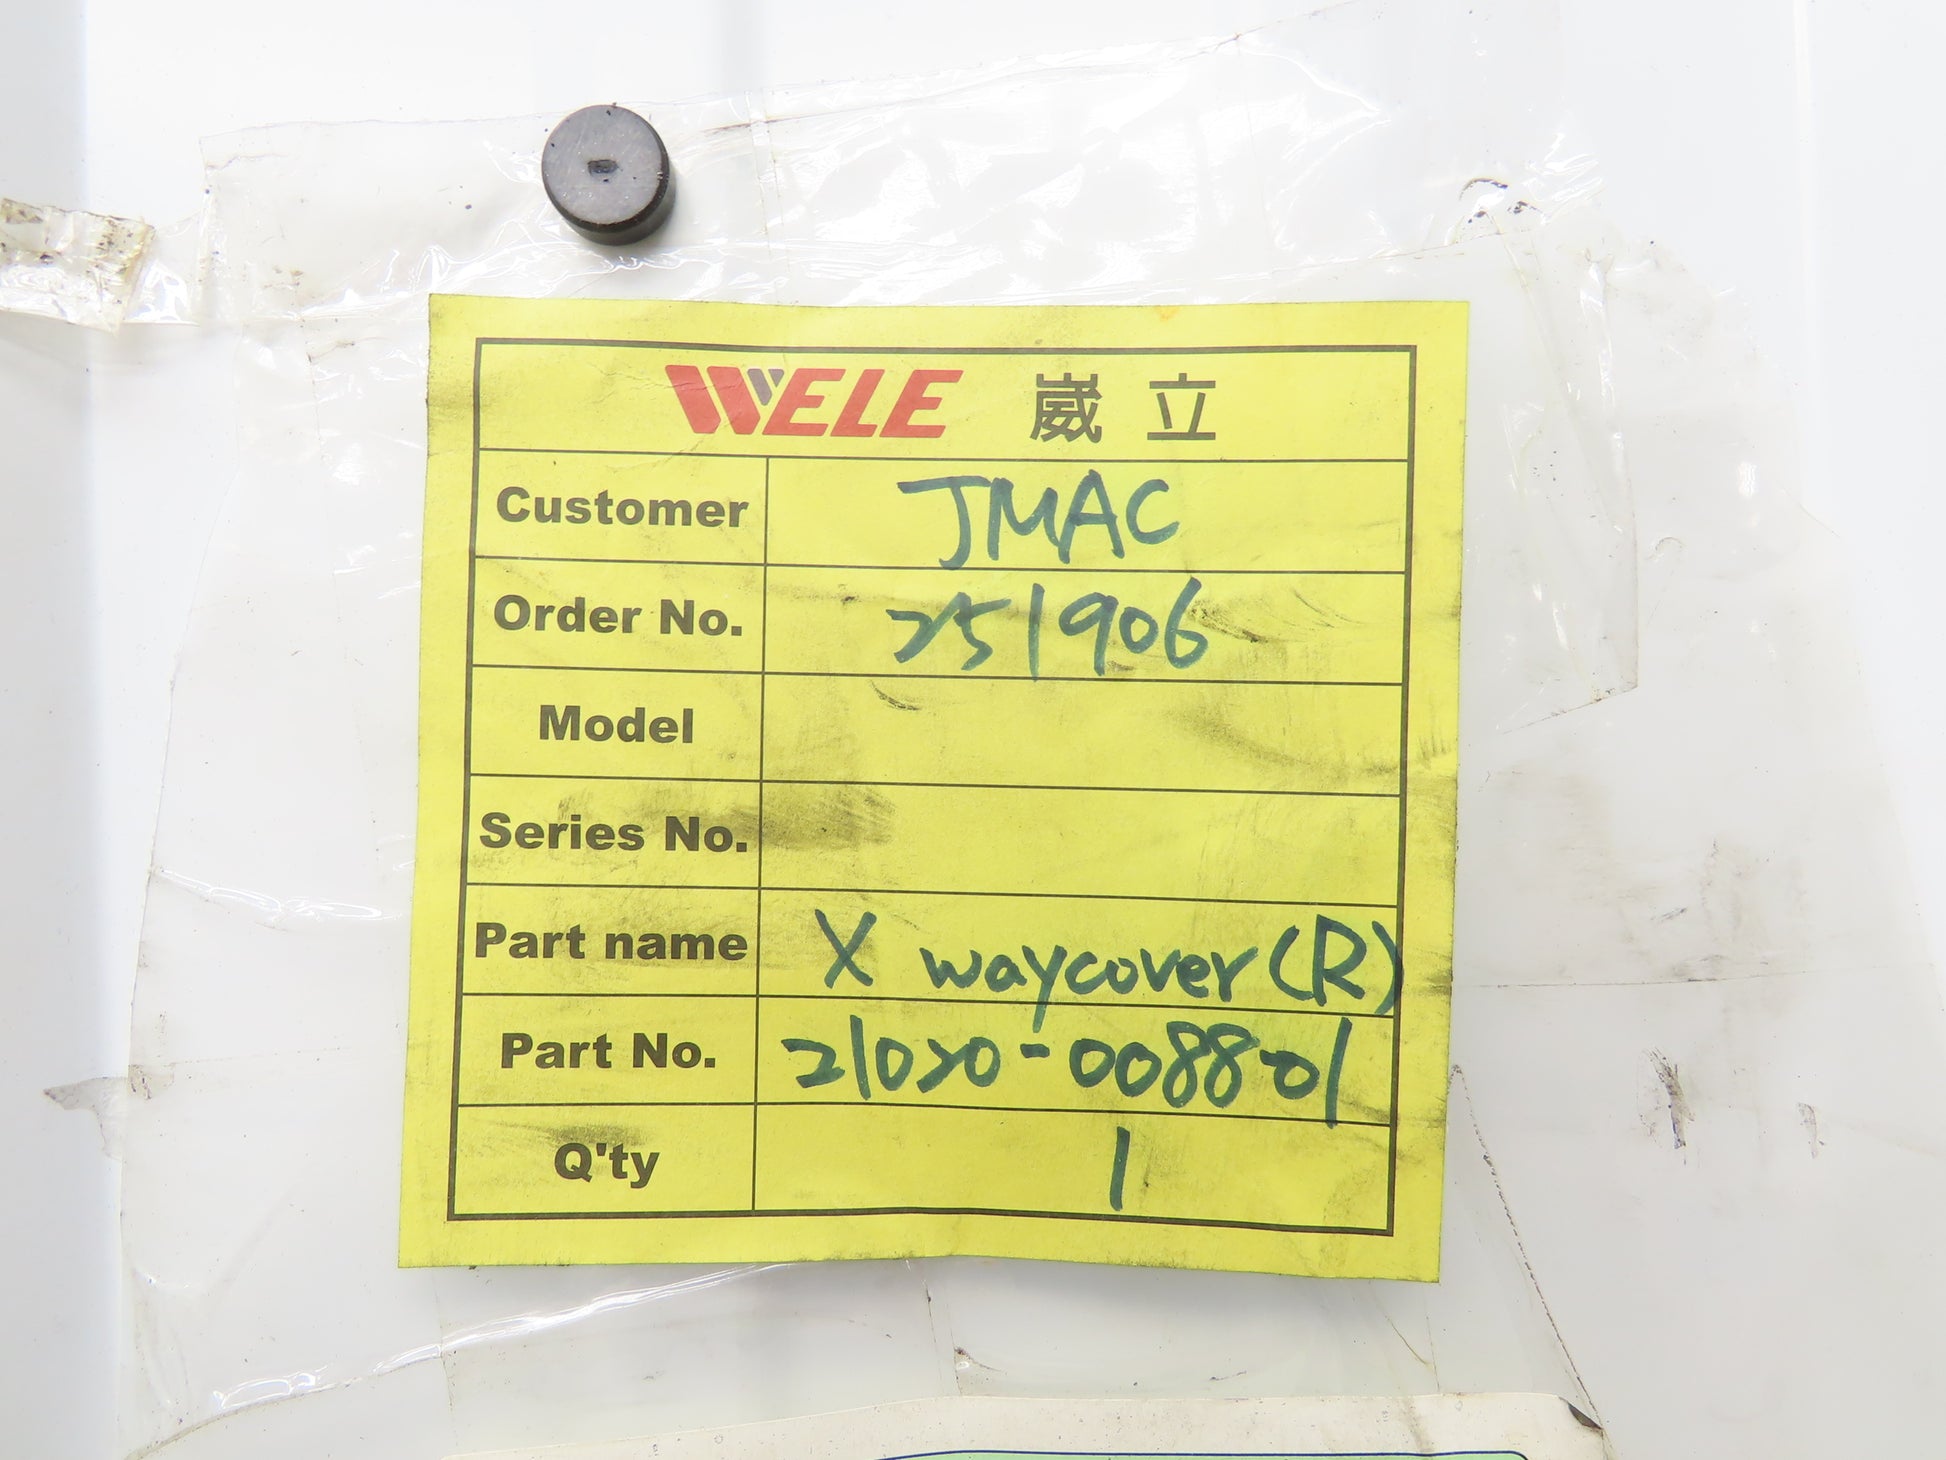 WELE 崴立
Customer JMAC
Order No. 251906
Model
Series No.
Part name X waycover (R)
Part No. 21020-008801
Q'ty 1